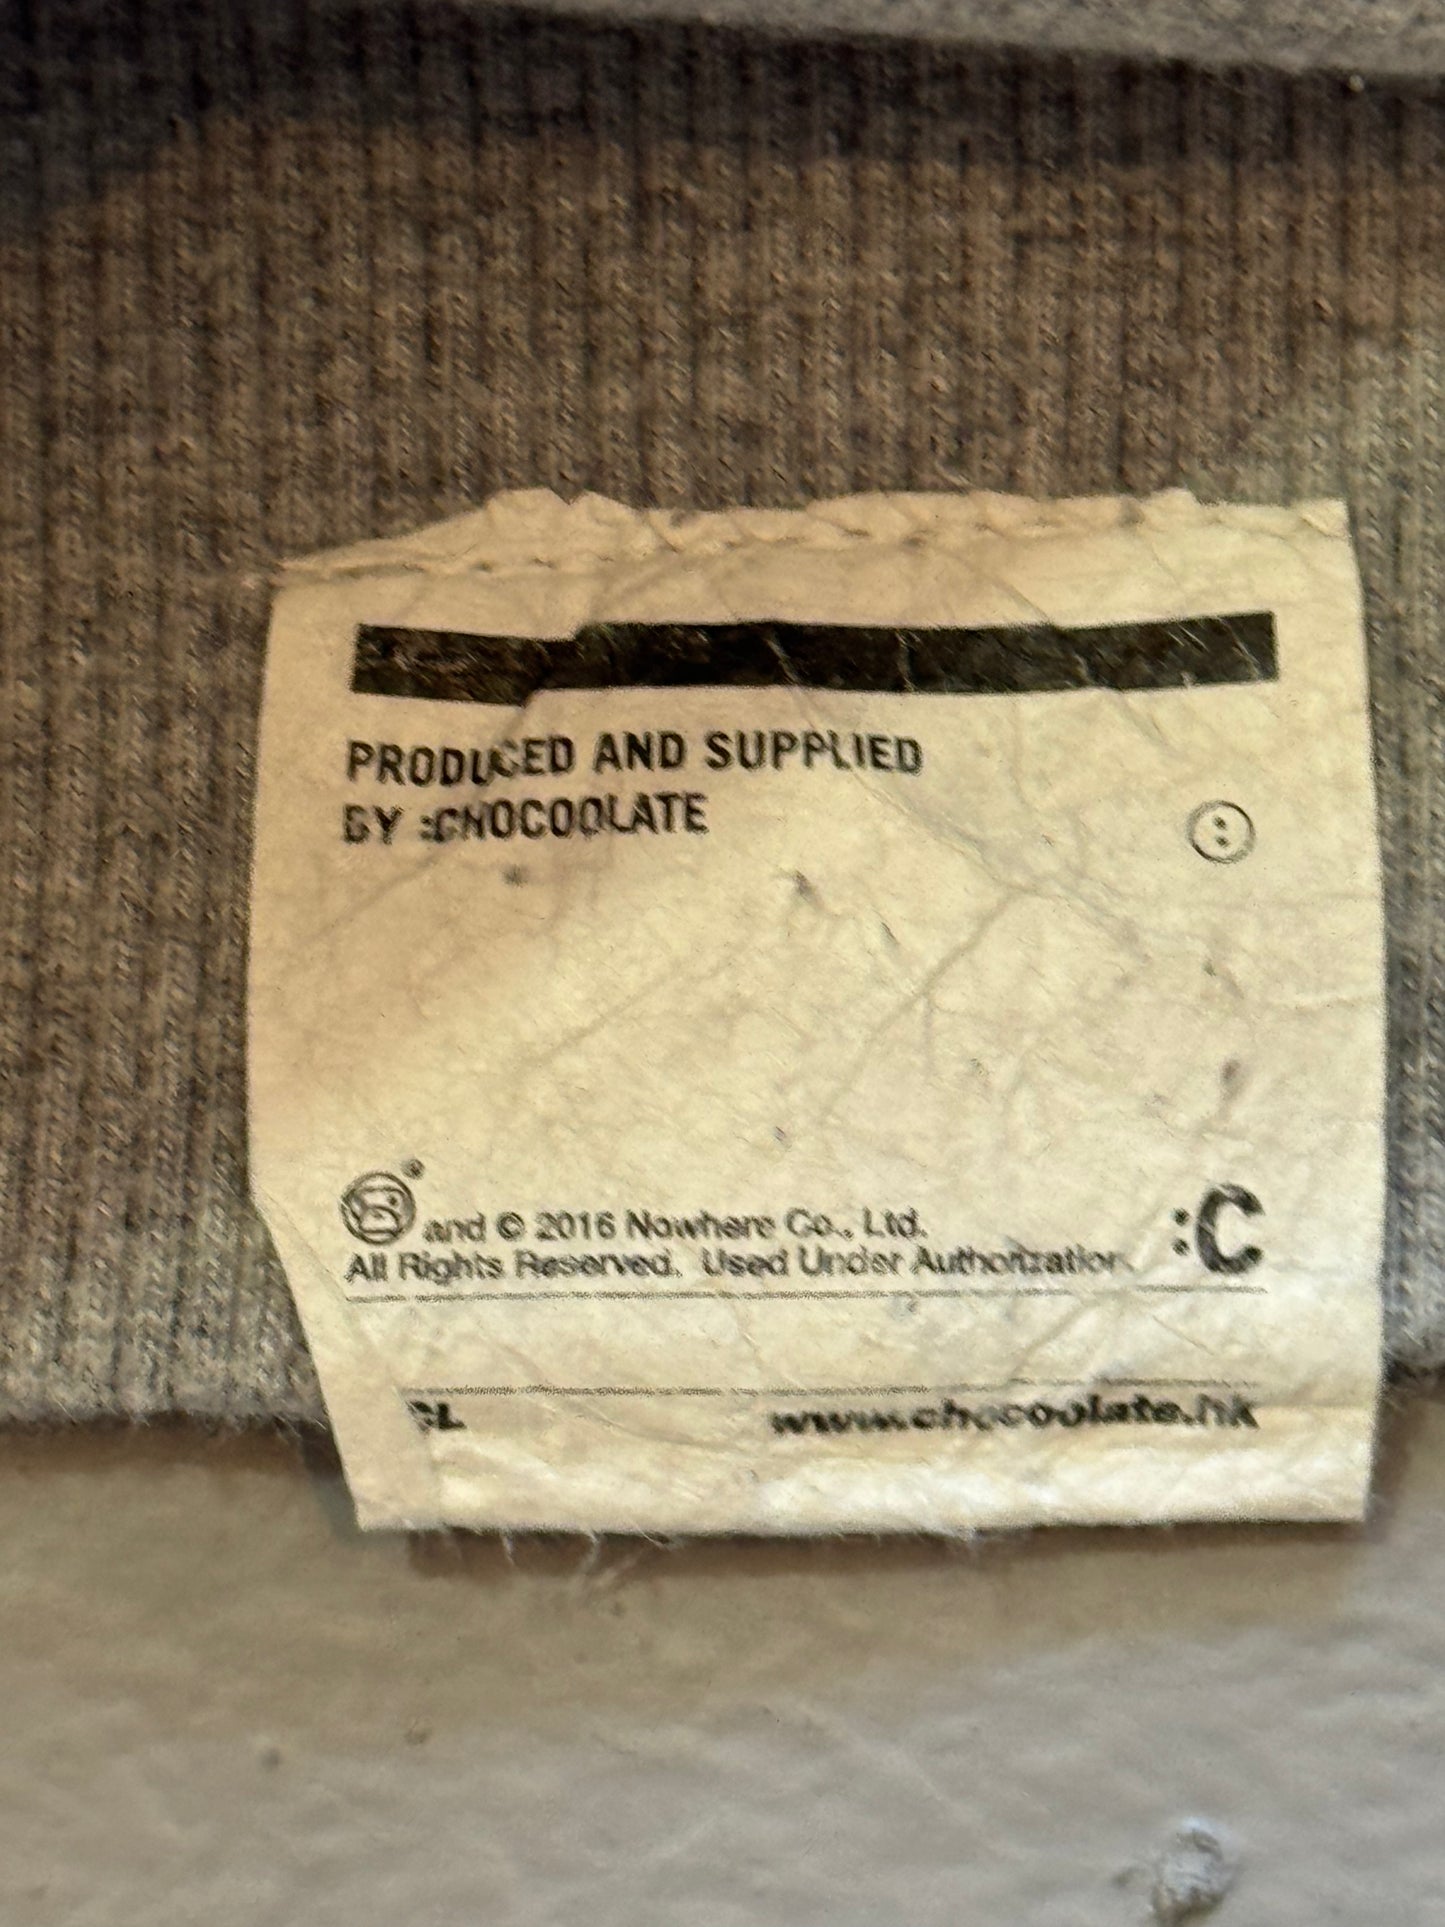 PRODUCED AND SUPPLIED
BY :CHOCOOLATE
and © 2016 Nowhere Co., Ltd.
All Rights Reserved. Used Under Authorization.
:C
CL
www.chocoolate.hk